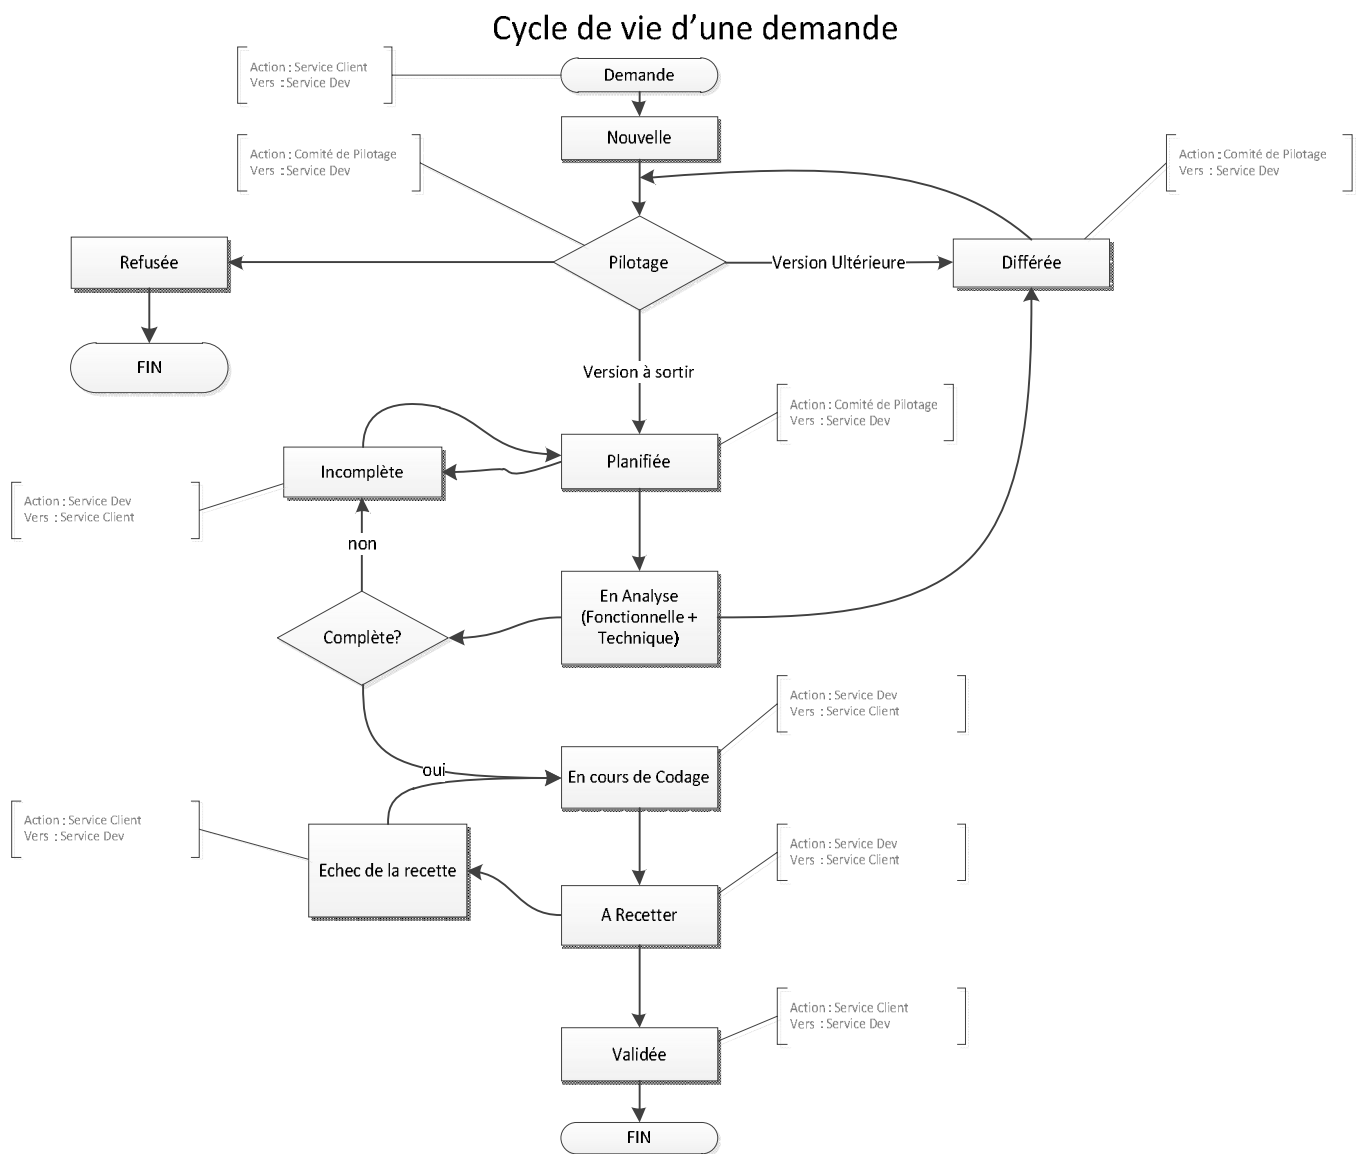 Cycle de vie d’une demande
Action : Service Client
Vers : Service Dev
Demande
Nouvelle
Action : Comité de Pilotage
Vers : Service Dev
Action : Comité de Pilotage
Vers : Service Dev
Refusée
Pilotage
Version Ultérieure
Différée
FIN
Version à sortir
Action : Comité de Pilotage
Vers : Service Dev
Incomplète
Planifiée
Action : Service Dev
Vers : Service Client
non
En Analyse
(Fonctionnelle +
Technique)
Complète?
Action : Service Dev
Vers : Service Client
oui
En cours de Codage
Action : Service Client
Vers : Service Dev
Echec de la recette
Action : Service Dev
Vers : Service Client
A Recetter
Action : Service Client
Vers : Service Dev
Validée
FIN